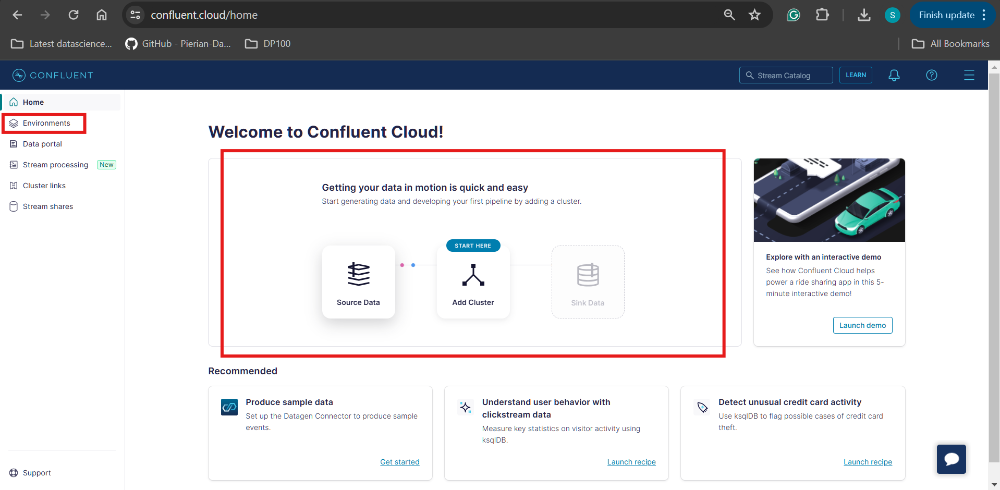 confluent.cloud/home
S
Finish update
Latest datascience...
GitHub - Pierian-Da...
DP100
All Bookmarks
CONFLUENT
Stream Catalog
LEARN
Home
Environments
Data portal
Stream processing New
Cluster links
Stream shares
Support
Welcome to Confluent Cloud!
Getting your data in motion is quick and easy
Start generating data and developing your first pipeline by adding a cluster.
START HERE
Source Data
Add Cluster
Sink Data
Explore with an interactive demo
See how Confluent Cloud helps
power a ride sharing app in this 5-
minute interactive demo!
Launch demo
Recommended
Produce sample data
Set up the Datagen Connector to produce sample
events.
Get started
Understand user behavior with
clickstream data
Measure key statistics on visitor activity using
ksqlDB.
Launch recipe
Detect unusual credit card activity
Use ksqlDB to flag possible cases of credit card
theft.
Launch recipe